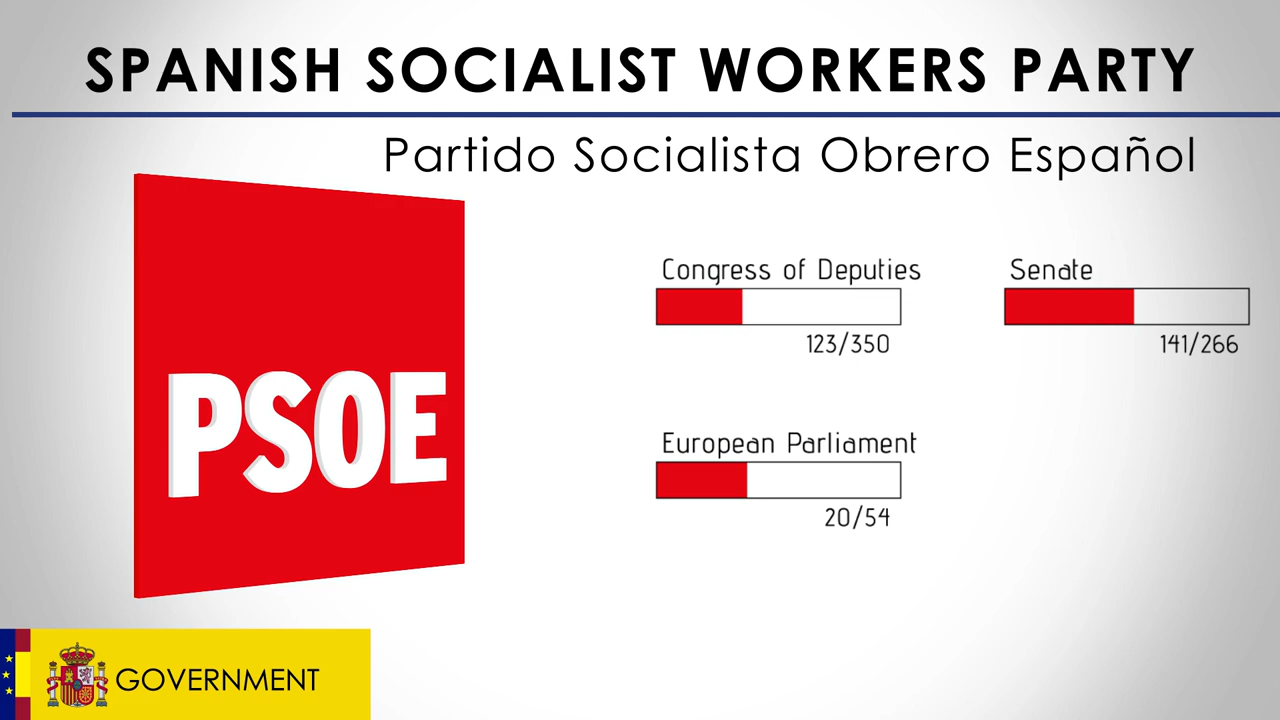 SPANISH SOCIALIST WORKERS PARTY
Partido Socialista Obrero Español
PSOE
Congress of Deputies
123/350
Senate
141/266
European Parliament
20/54
GOVERNMENT